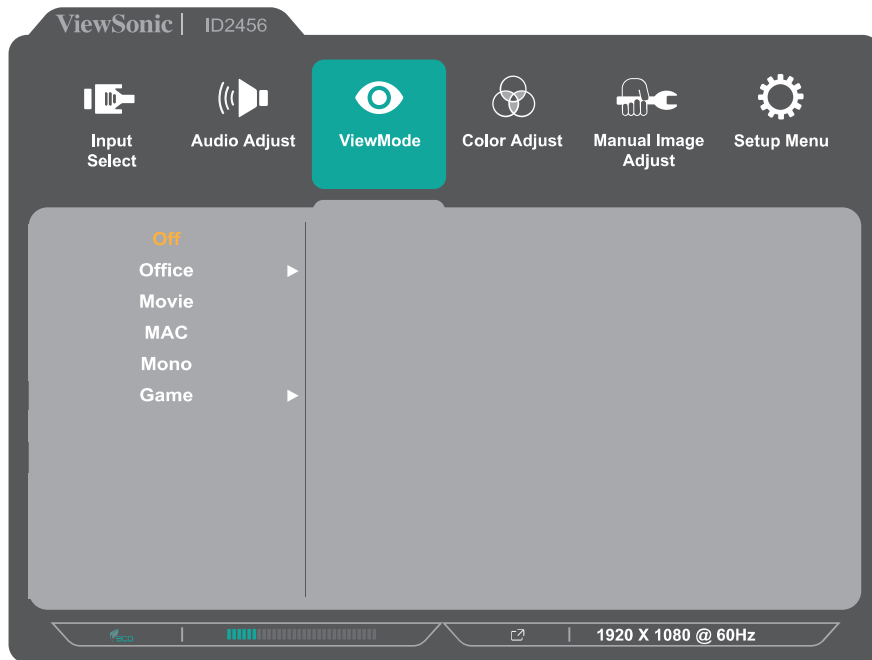 ViewSonic | ID2456
Input
Select
Audio Adjust
ViewMode
Color Adjust
Manual Image
Adjust
Setup Menu
Off
Office
Movie
MAC
Mono
Game
eco
1920 X 1080 @ 60Hz